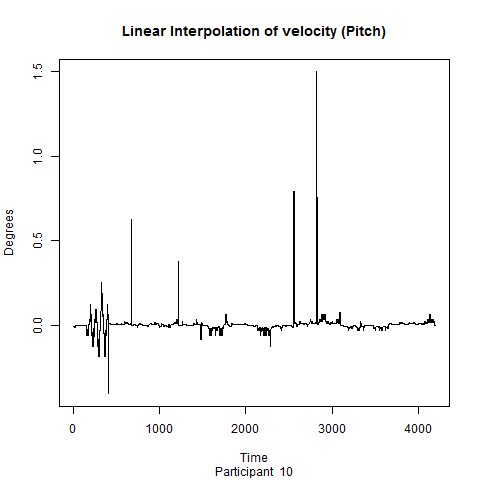 Linear Interpolation of velocity (Pitch)
Degrees
1.5
1.0
0.5
0.0
0 1000 2000 3000 4000
Time
Participant 10